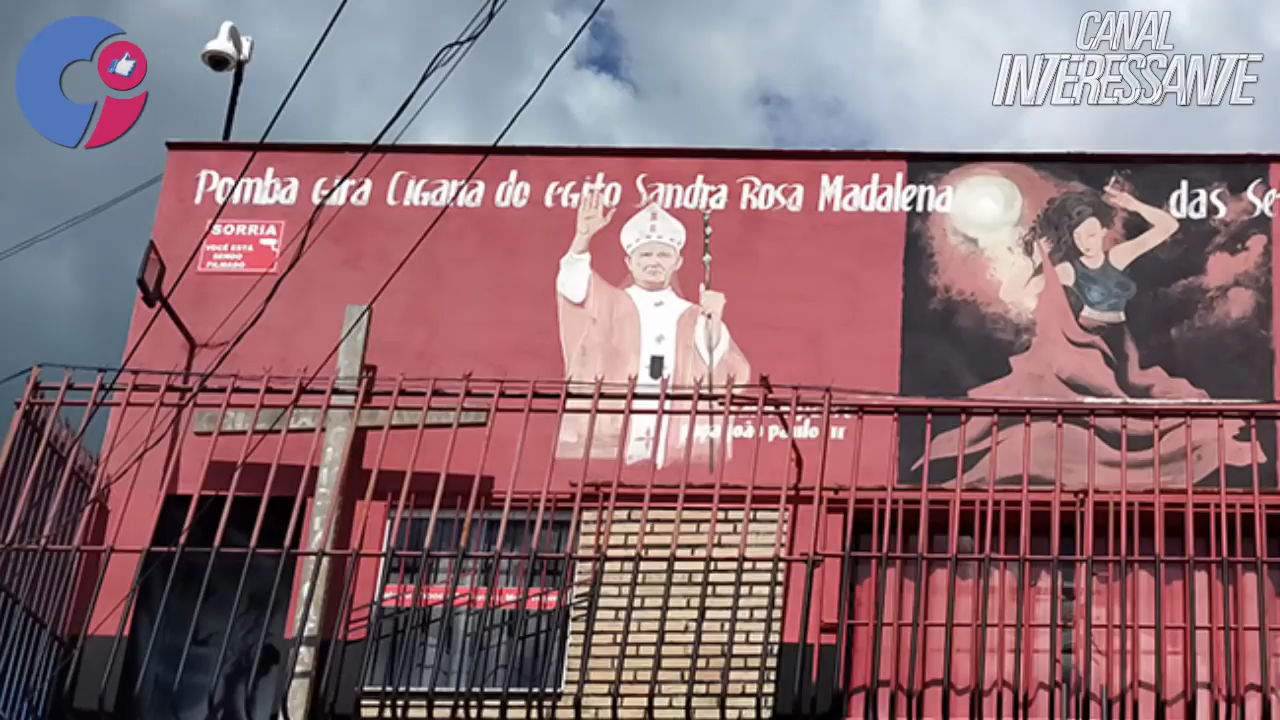 CANAL
INTERESSANTE
Pomba Gira Cigana do egito Sandra Rosa Madalena das Se
SORRIA
VOCÊ ESTÁ
SENDO
FILMADO
papa joão paulo II